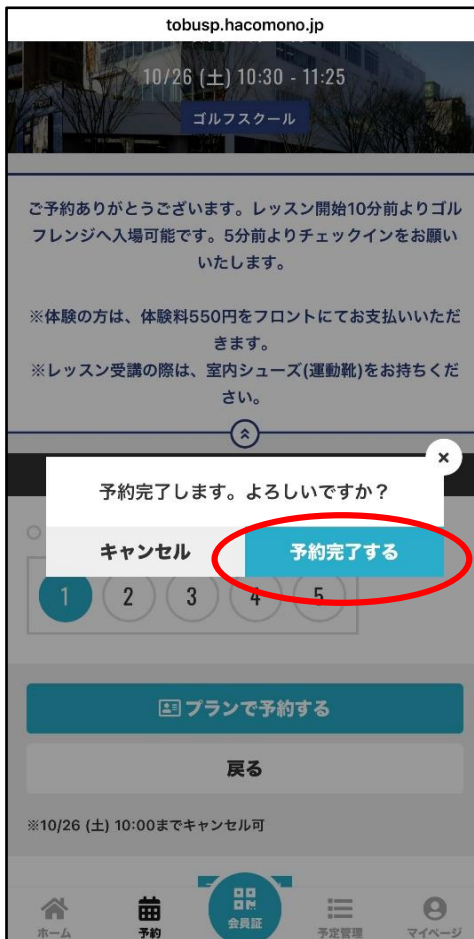 tobusp.hacomono.jp
10/26 (土) 10:30 - 11:25
ゴルフスクール
ご予約ありがとうございます。レッスン開始10分前よりゴル
フレンジへ入場可能です。5分前よりチェックインをお願い
いたします。
※体験の方は、体験料550円をフロントにてお支払いいただ
きます。
※レッスン受講の際は、室内シューズ(運動靴)をお持ちくだ
さい。
予約完了します。よろしいですか？
キャンセル 予約完了する
1 2 3 4 5
プランで予約する
戻る
※10/26 (土) 10:00までキャンセル可
ホーム 予約 会員証 予定管理 マイページ